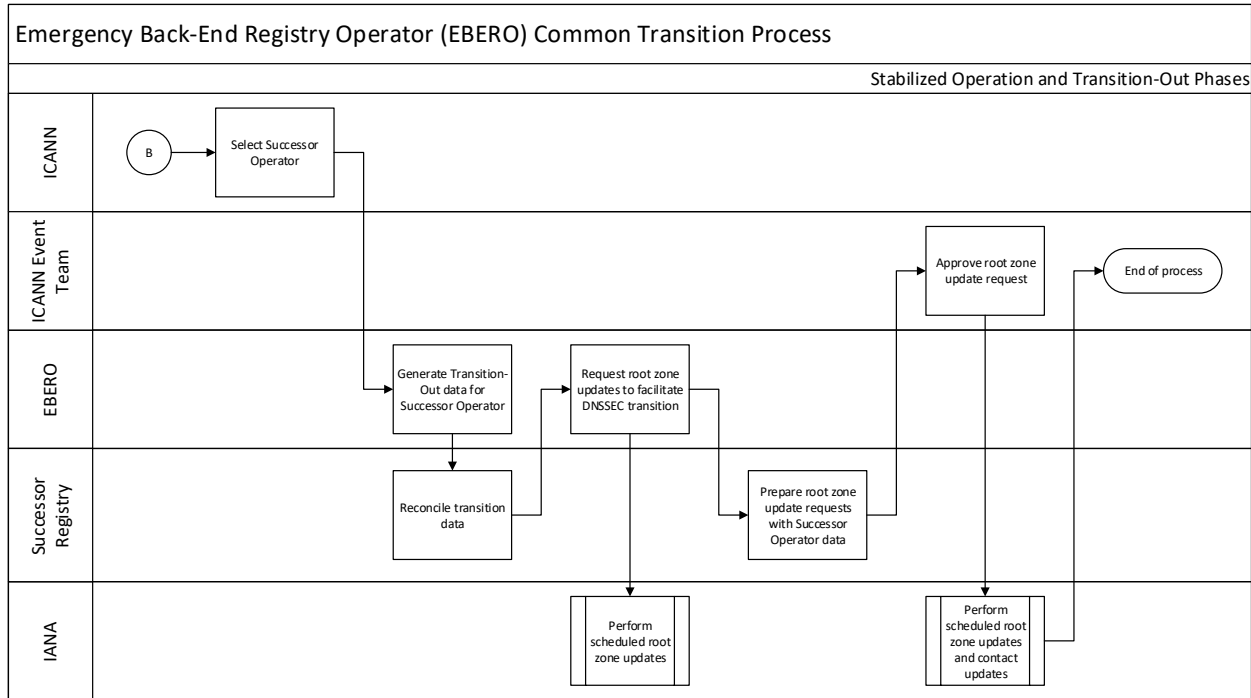 Emergency Back-End Registry Operator (EBERO) Common Transition Process
Stabilized Operation and Transition-Out Phases
ICANN
B
Select Successor
Operator
ICANN Event
Team
Approve root zone
update request
End of process
EBERO
Generate Transition-
Out data for
Successor Operator
Request root zone
updates to facilitate
DNSSEC transition
Successor
Registry
Reconcile transition
data
Prepare root zone
update requests
with Successor
Operator data
IANA
Perform
scheduled root
zone updates
Perform
scheduled root
zone updates
and contact
updates